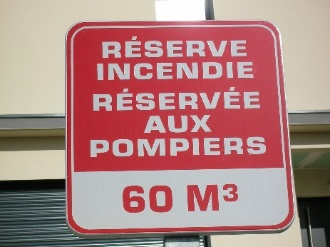 RÉSERVE
INCENDIE
RÉSERVÉE
AUX
POMPIERS
60 M³